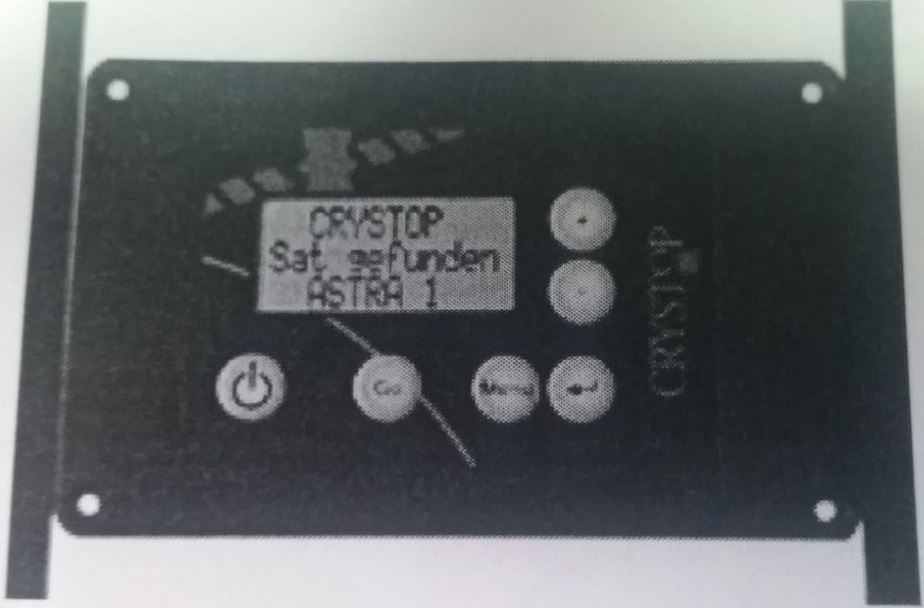 CRYSTOP
Sat gefunden
ASTRA 1
CRYSTOP
Go
Menu